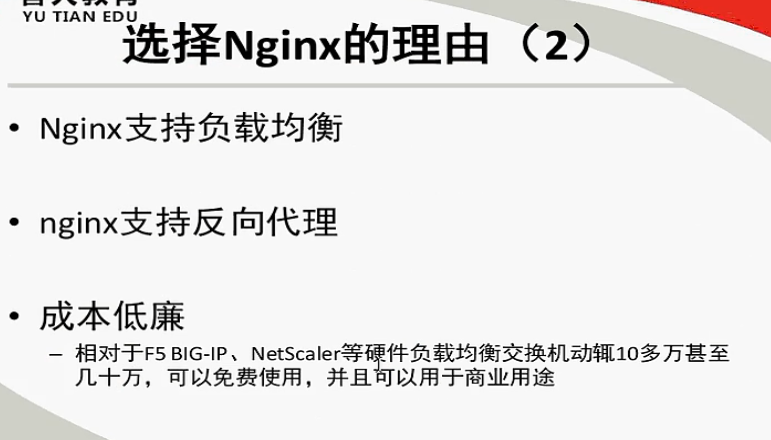 YU TIAN EDU
选择Nginx的理由（2）
• Nginx支持负载均衡
• nginx支持反向代理
• 成本低廉
– 相对于F5 BIG-IP、NetScaler等硬件负载均衡交换机动辄10多万甚至
几十万，可以免费使用，并且可以用于商业用途